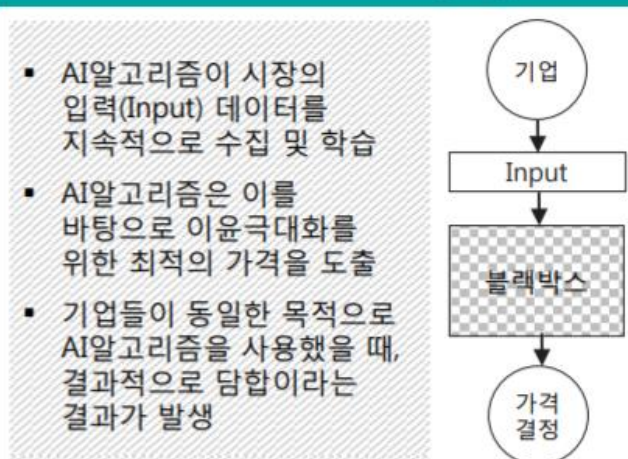 ▪ AI알고리즘이 시장의
입력(Input) 데이터를
지속적으로 수집 및 학습
▪ AI알고리즘은 이를
바탕으로 이윤극대화를
위한 최적의 가격을 도출
▪ 기업들이 동일한 목적으로
AI알고리즘을 사용했을 때,
결과적으로 담합이라는
결과가 발생
기업
Input
블랙박스
가격
결정